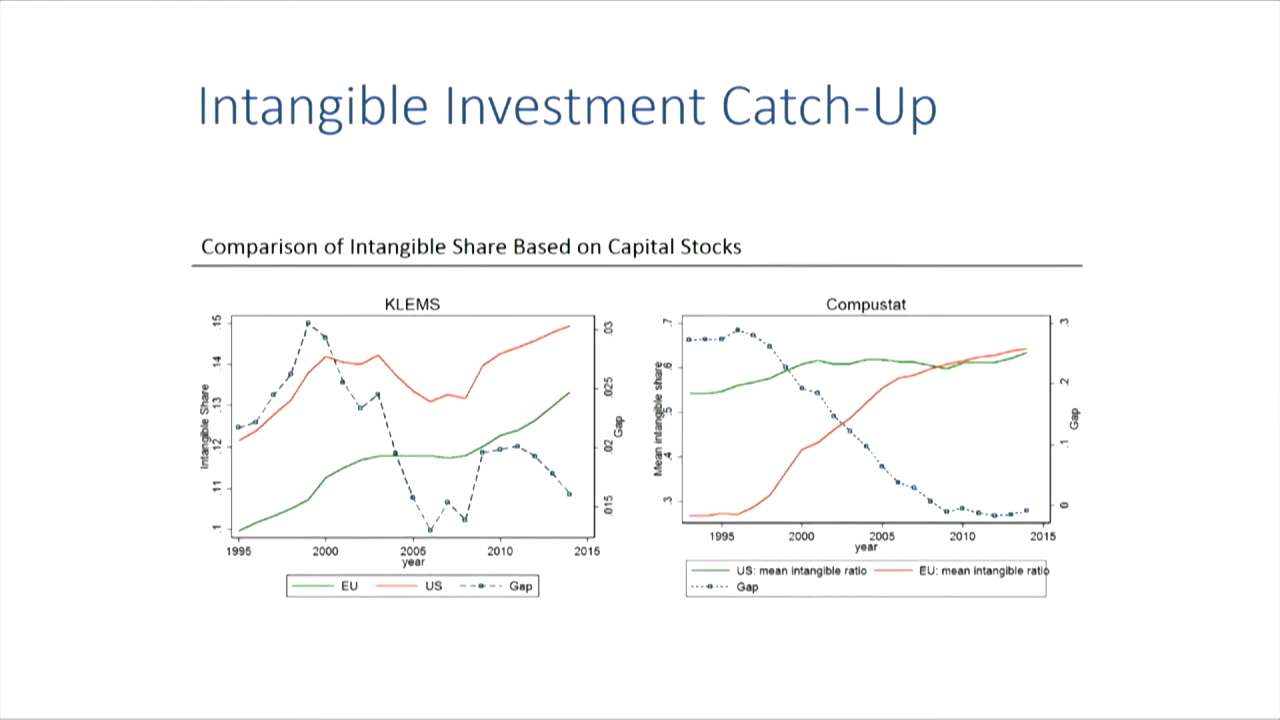 Intangible Investment Catch-Up
Comparison of Intangible Share Based on Capital Stocks
KLEMS
Intangible Share
.15
.14
.13
.12
.11
.1
.03
.025
.02
.015
Gap
1995 2000 2005 2010 2015
year
EU US Gap
Compustat
Mean intangible share
.7
.6
.5
.4
.3
.3
.2
.1
0
Gap
1995 2000 2005 2010 2015
year
US: mean intangible ratio EU: mean intangible ratio
Gap